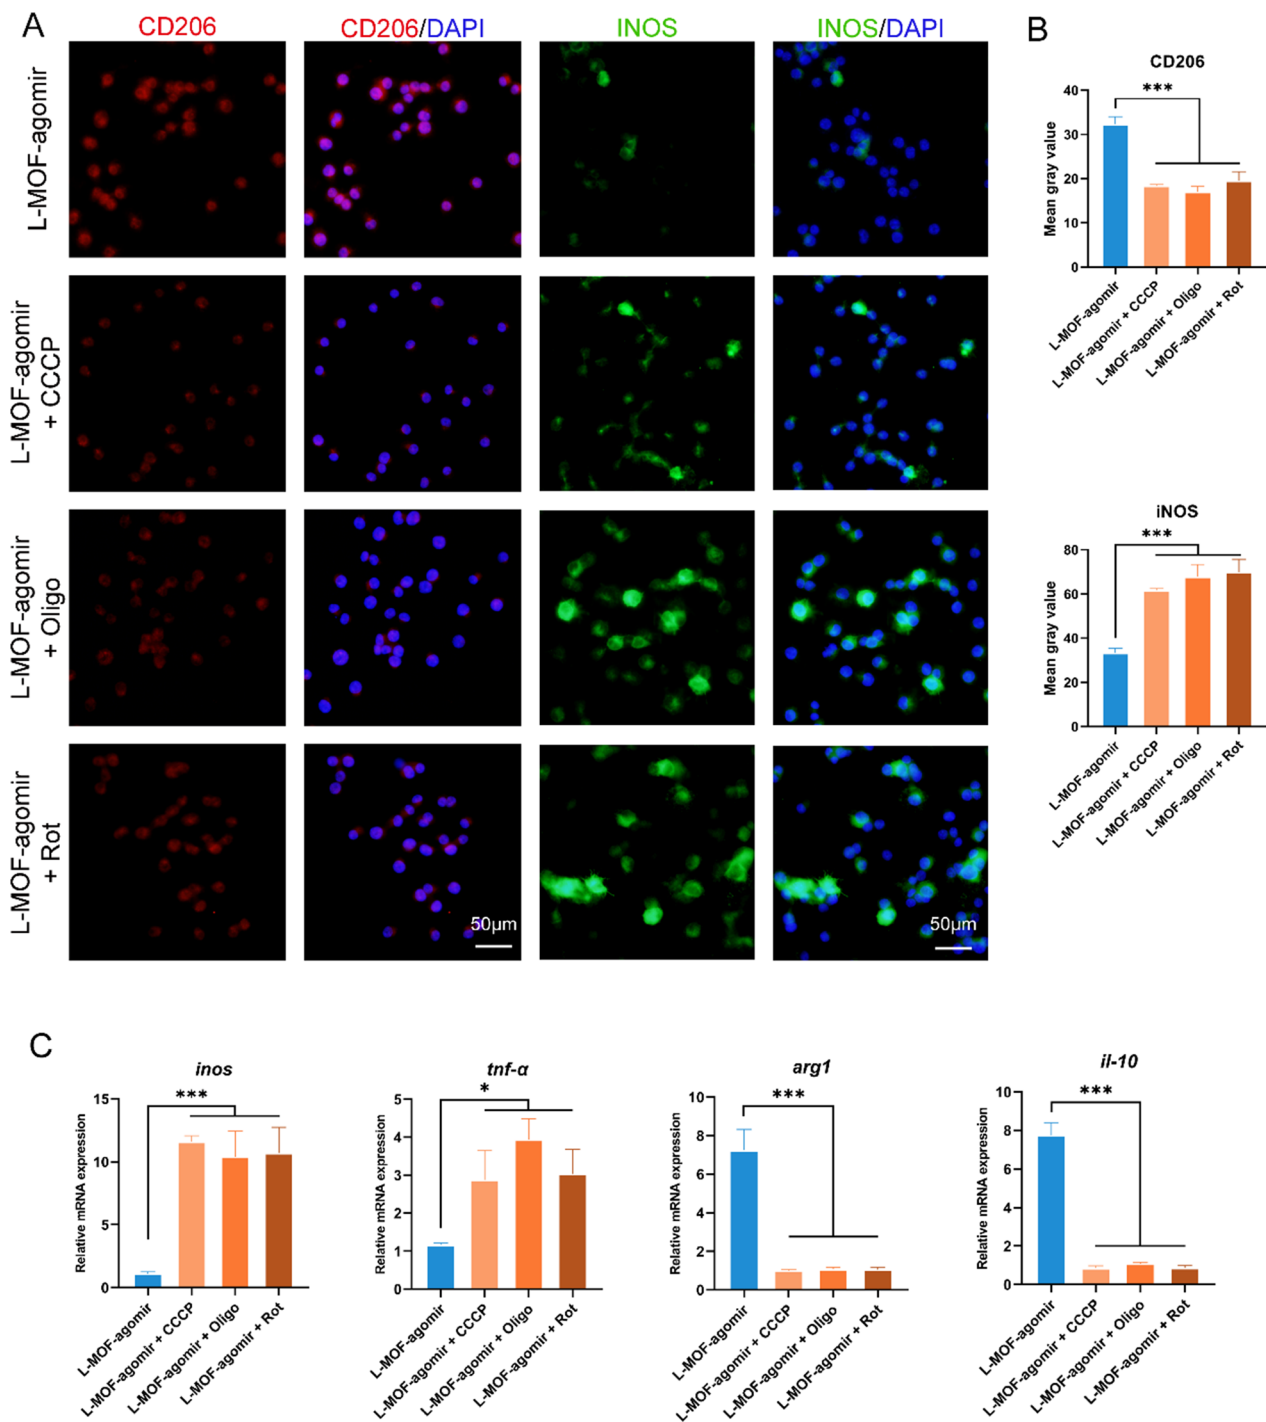 A
CD206
CD206/DAPI
INOS
INOS/DAPI
L-MOF-agomir
L-MOF-agomir
+ CCCP
L-MOF-agomir
+ Oligo
L-MOF-agomir
+ Rot
50μm
50μm
B
CD206
***
Mean gray value
40
30
20
10
0
L-MOF-agomir
L-MOF-agomir + CCCP
L-MOF-agomir + Oligo
L-MOF-agomir + Rot
iNOS
***
Mean gray value
80
60
40
20
0
L-MOF-agomir
L-MOF-agomir + CCCP
L-MOF-agomir + Oligo
L-MOF-agomir + Rot
C
inos
***
Relative mRNA expression
15
10
5
0
L-MOF-agomir
L-MOF-agomir + CCCP
L-MOF-agomir + Oligo
L-MOF-agomir + Rot
tnf-α
*
Relative mRNA expression
5
4
3
2
1
0
L-MOF-agomir
L-MOF-agomir + CCCP
L-MOF-agomir + Oligo
L-MOF-agomir + Rot
arg1
***
Relative mRNA expression
10
8
6
4
2
0
L-MOF-agomir
L-MOF-agomir + CCCP
L-MOF-agomir + Oligo
L-MOF-agomir + Rot
il-10
***
Relative mRNA expression
10
8
6
4
2
0
L-MOF-agomir
L-MOF-agomir + CCCP
L-MOF-agomir + Oligo
L-MOF-agomir + Rot